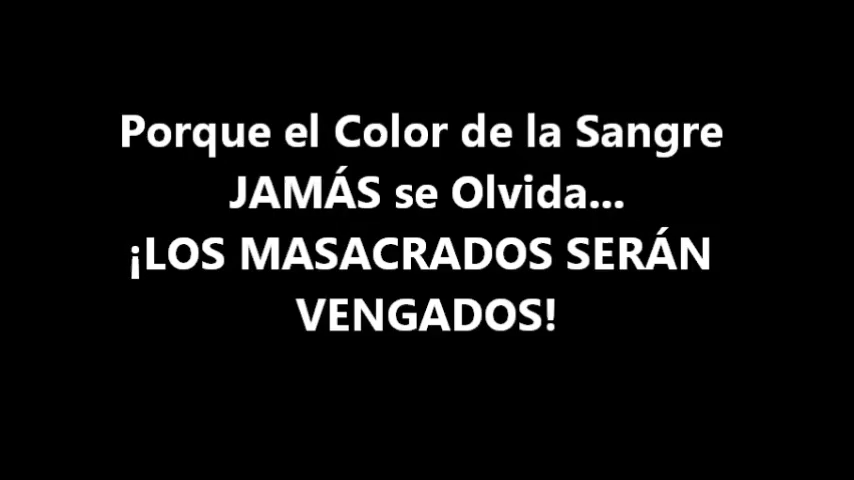 Porque el Color de la Sangre
JAMÁS se Olvida...
¡LOS MASACRADOS SERÁN
VENGADOS!